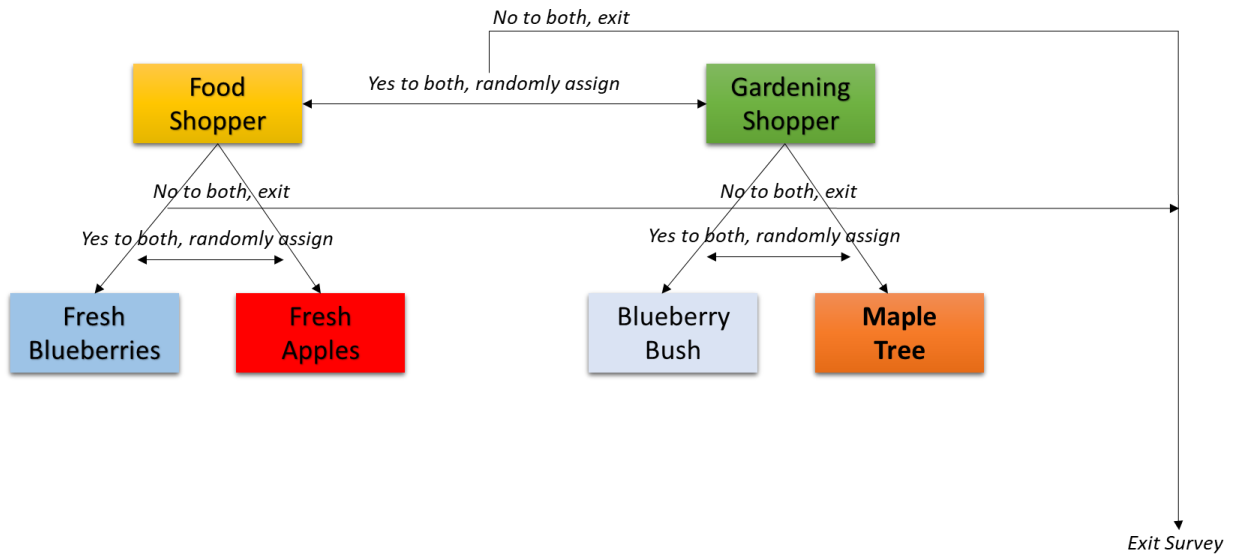 No to both, exit
Yes to both, randomly assign
Food
Shopper
Gardening
Shopper
No to both, exit
No to both, exit
Yes to both, randomly assign
Yes to both, randomly assign
Fresh
Blueberries
Fresh
Apples
Blueberry
Bush
Maple
Tree
Exit Survey